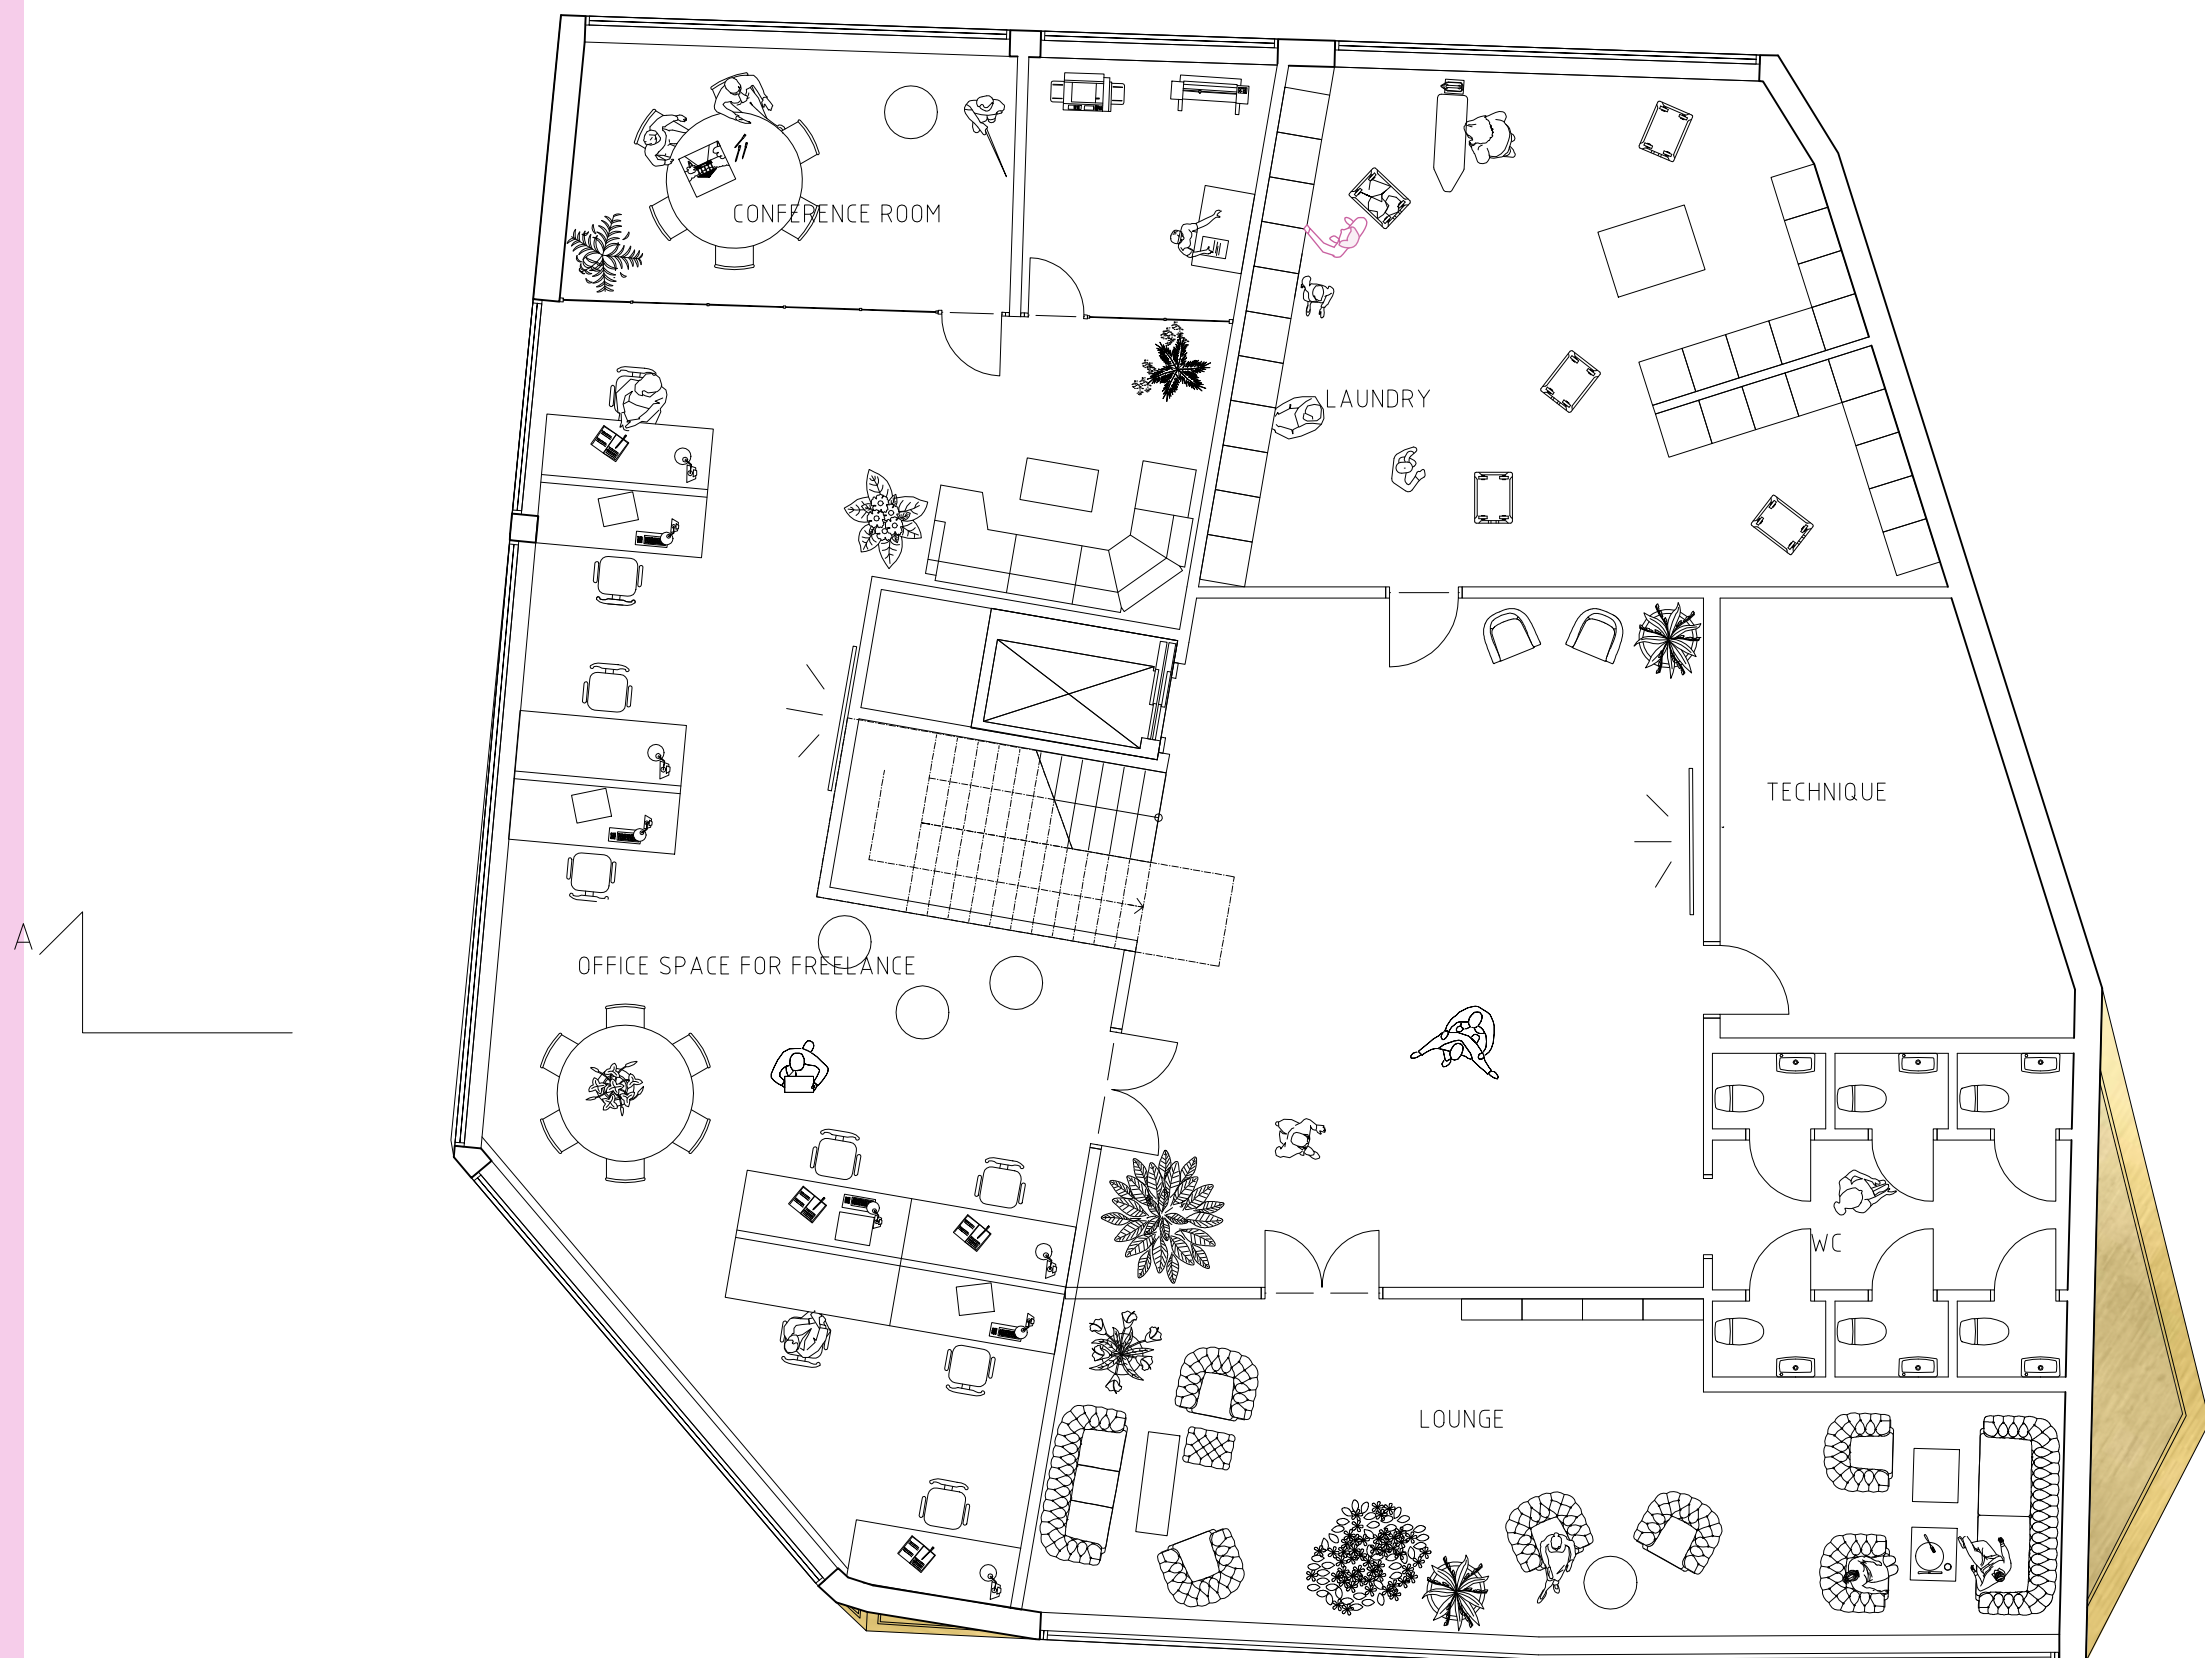 CONFERENCE ROOM
LAUNDRY
TECHNIQUE
A
OFFICE SPACE FOR FREELANCE
WC
LOUNGE